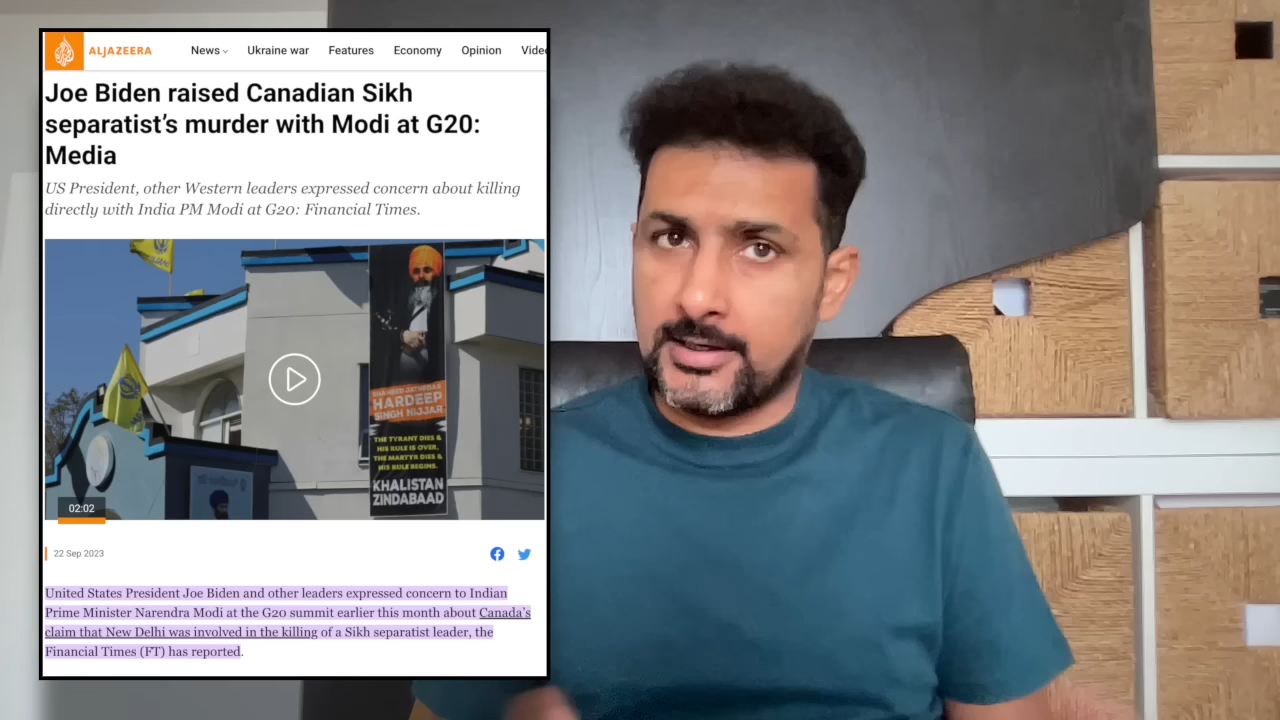 ALJAZEERA
News Ukraine war Features Economy Opinion
Joe Biden raised Canadian Sikh
separatist's murder with Modi at G20:
Media
US President, other Western leaders expressed concern about killing
directly with India PM Modi at G20: Financial Times.
SHAHEED JATHEDAR
HARDEEP
SINGH NIJJAR
THE TYRANT DIES &
HIS RULE IS OVER,
THE MARTYR DIES &
HIS RULE BEGINS.
KHALISTAN
ZINDABAAD
02:02
22 Sep 2023
United States President Joe Biden and other leaders expressed concern to Indian
Prime Minister Narendra Modi at the G20 summit earlier this month about Canada's
claim that New Delhi was involved in the killing of a Sikh separatist leader, the
Financial Times (FT) has reported.